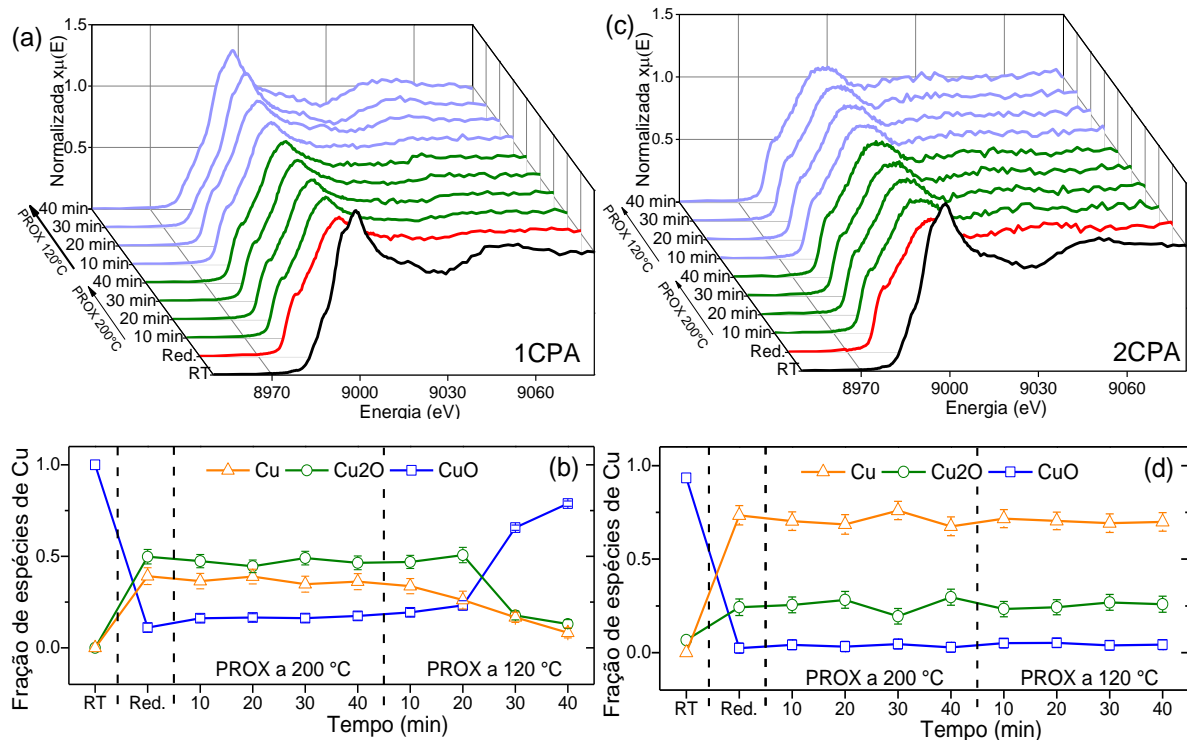 (a)
Normalizada xμ(E)
1.5
1.0
0.5
40 min
30 min
20 min
10 min
40 min
30 min
20 min
10 min
Red.
RT
PROX 120°C
PROX 200°C
8970
9000
9030
9060
Energia (eV)
1CPA
(c)
Normalizada xμ(E)
1.5
1.0
0.5
40 min
30 min
20 min
10 min
40 min
30 min
20 min
10 min
Red.
RT
PROX 120°C
PROX 200°C
8970
9000
9030
9060
Energia (eV)
2CPA
Fração de espécies de Cu
1.0
0.5
0.0
Cu
Cu2O
CuO
(b)
PROX a 200 °C
PROX a 120 °C
RT
Red.
10
20
30
40
10
20
30
40
Tempo (min)
Fração de espécies de Cu
1.0
0.5
0.0
Cu
Cu2O
CuO
(d)
PROX a 200 °C
PROX a 120 °C
RT
Red.
10
20
30
40
10
20
30
40
Tempo (min)